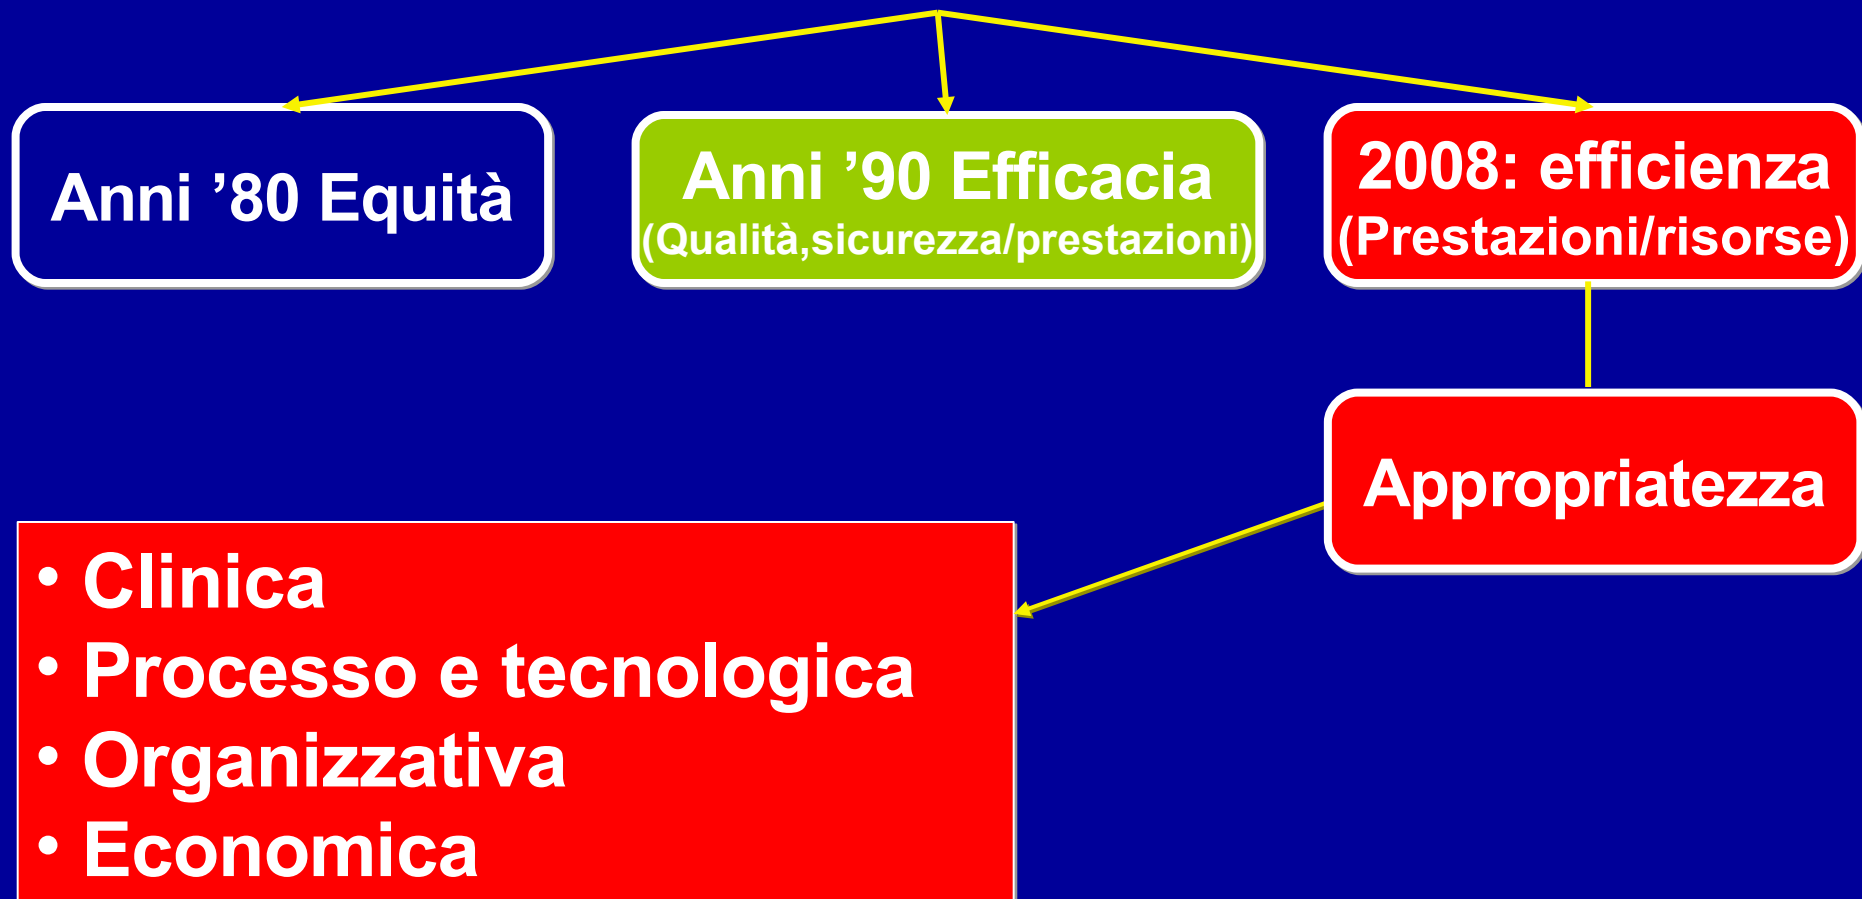 Anni ’80 Equità
Anni ’90 Efficacia
(Qualità,sicurezza/prestazioni)
2008: efficienza
(Prestazioni/risorse)
Appropriatezza
• Clinica
• Processo e tecnologica
• Organizzativa
• Economica